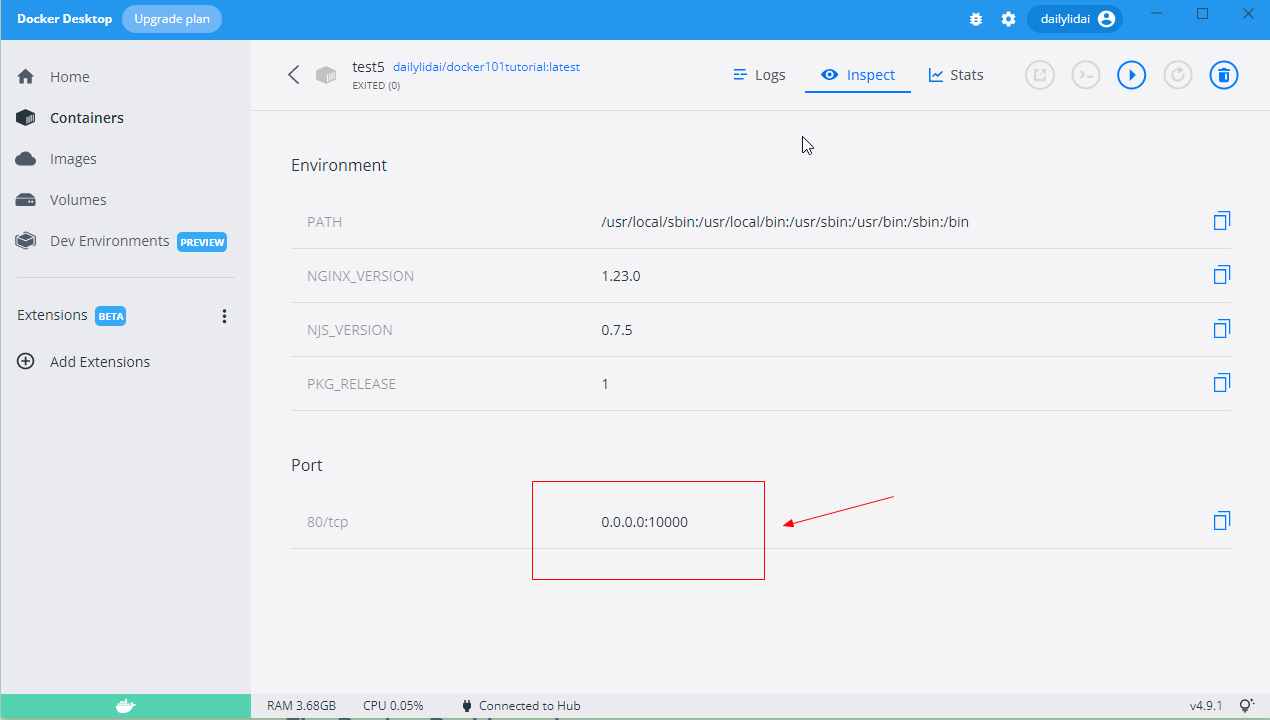 Docker Desktop Upgrade plan dailylidai
Home
Containers
Images
Volumes
Dev Environments PREVIEW
Extensions BETA
Add Extensions
test5 dailylidai/docker101tutorial:latest
EXITED (0)
Logs Inspect Stats
Environment
PATH /usr/local/sbin:/usr/local/bin:/usr/sbin:/usr/bin:/sbin:/bin
NGINX_VERSION 1.23.0
NJS_VERSION 0.7.5
PKG_RELEASE 1
Port
80/tcp 0.0.0.0:10000
RAM 3.68GB CPU 0.05% Connected to Hub v4.9.1